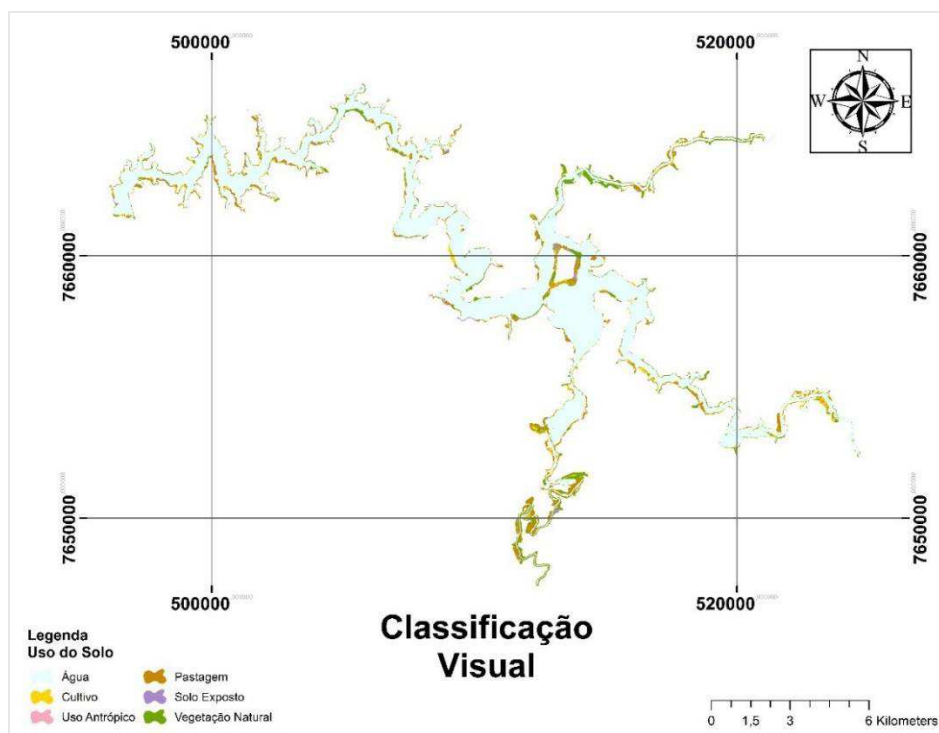 500000
520000
N
W E
S
7660000
7660000
7650000
7650000
500000
520000
Classificação
Visual
Legenda
Uso do Solo
Água
Pastagem
Cultivo
Solo Exposto
Uso Antrópico
Vegetação Natural
0 1,5 3 6 Kilometers